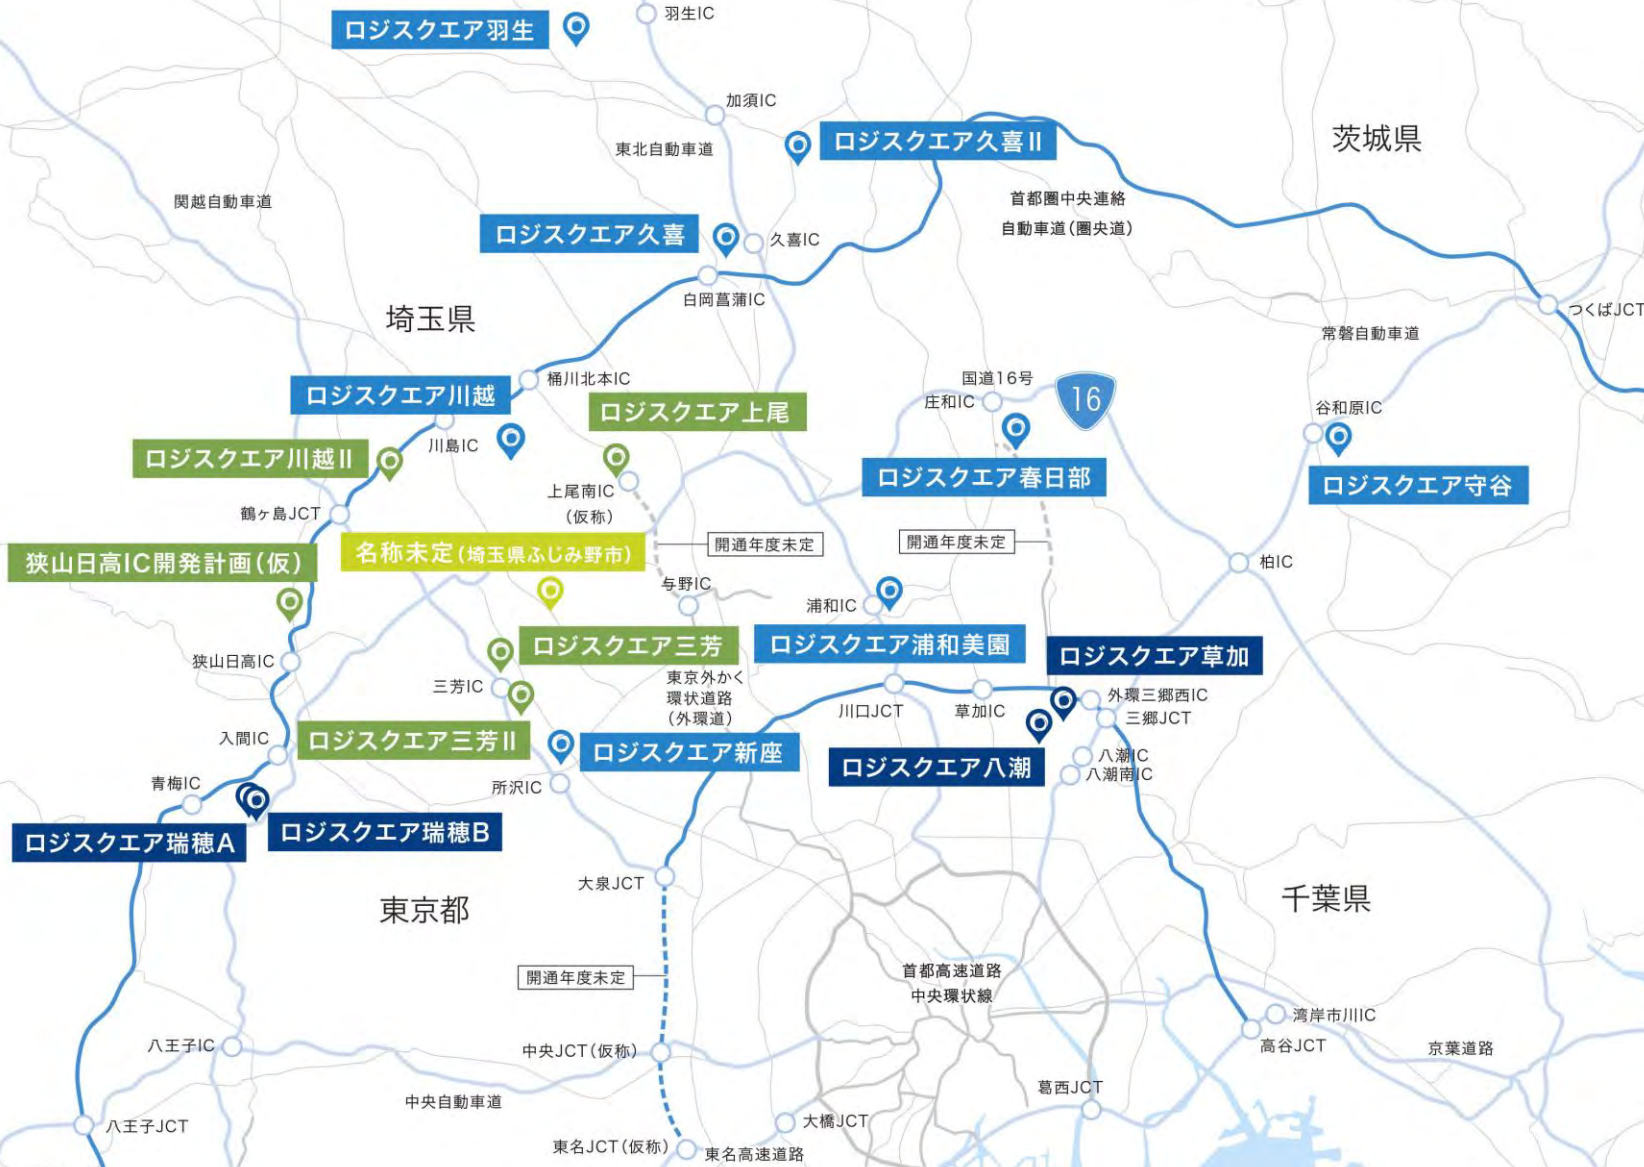 羽生IC
ロジスクエア羽生
加須IC
東北自動車道
ロジスクエア久喜Ⅱ
茨城県
関越自動車道
首都圏中央連絡
自動車道(圏央道)
ロジスクエア久喜
久喜IC
白岡菖蒲IC
埼玉県
つくばJCT
常磐自動車道
桶川北本IC
国道16号
16
ロジスクエア川越
庄和IC
谷和原IC
ロジスクエア上尾
川島IC
ロジスクエア川越Ⅱ
ロジスクエア春日部
ロジスクエア守谷
上尾南IC
(仮称)
鶴ヶ島JCT
開通年度未定
開通年度未定
名称未定(埼玉県ふじみ野市)
狭山日高IC開発計画(仮)
柏IC
与野IC
浦和IC
ロジスクエア三芳
ロジスクエア浦和美園
ロジスクエア草加
狭山日高IC
三芳IC
東京外かく
環状道路
(外環道)
川口JCT
草加IC
外環三郷西IC
三郷JCT
入間IC
ロジスクエア三芳Ⅱ
ロジスクエア新座
ロジスクエア八潮
八潮IC
八潮南IC
青梅IC
所沢IC
ロジスクエア瑞穂A
ロジスクエア瑞穂B
大泉JCT
東京都
千葉県
開通年度未定
首都高速道路
中央環状線
湾岸市川IC
高谷JCT
京葉道路
八王子IC
中央JCT(仮称)
葛西JCT
中央自動車道
八王子JCT
大橋JCT
東名JCT(仮称)
東名高速道路